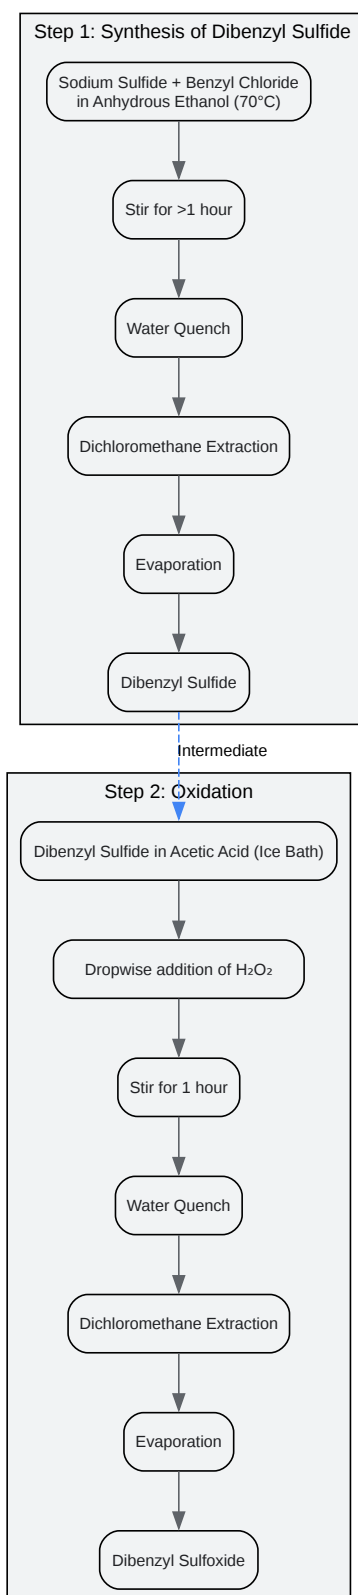 Step 1: Synthesis of Dibenzyl Sulfide
Sodium Sulfide + Benzyl Chloride
in Anhydrous Ethanol (70°C)
Stir for >1 hour
Water Quench
Dichloromethane Extraction
Evaporation
Dibenzyl Sulfide
Intermediate
Step 2: Oxidation
Dibenzyl Sulfide in Acetic Acid (Ice Bath)
Dropwise addition of H₂O₂
Stir for 1 hour
Water Quench
Dichloromethane Extraction
Evaporation
Dibenzyl Sulfoxide